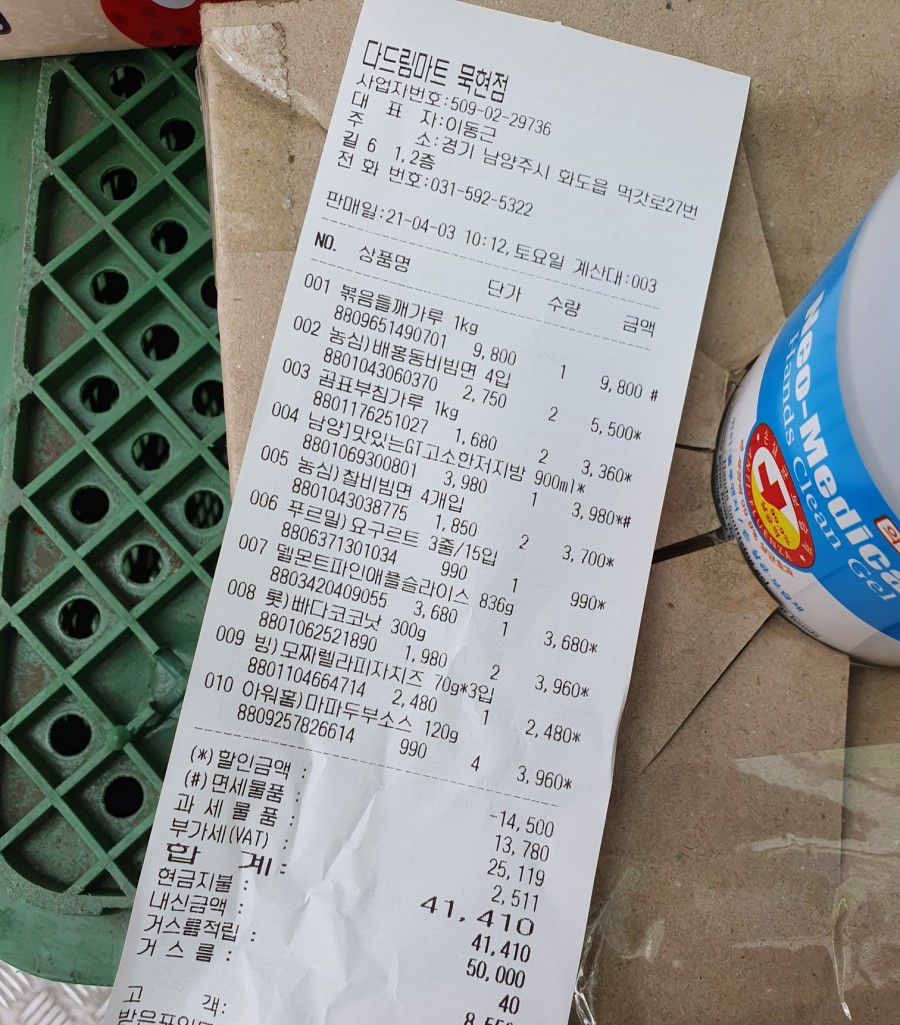 다드림마트 묵현점
사업자번호:509-02-29736
대 표 자:이동근
주 소:경기 남양주시 화도읍 먹갓로27번
길 6 1,2층
전 화 번호:031-592-5322
판매일:21-04-03 10:12,토요일 계산대:003
NO. 상품명 단가 수량 금액
001 볶음들깨가루 1kg
8809651490701 9,800 1 9,800 #
002 농심)배홍동비빔면 4입
8801043060370 2,750 2 5,500*
003 곰표부침가루 1kg
8801176251027 1,680 2 3,360*
004 남양]맛있는GT고소한저지방 900ml*
8801069300801 3,980 1 3,980*#
005 농심)찰비빔면 4개입
8801043038775 1,850 2 3,700*
006 푸르밀)요구르트 3줄/15입
8806371301034 990 1 990*
007 델몬트파인애플슬라이스 836g
8803420409055 3,680 1 3,680*
008 롯)빠다코코낫 300g
8801062521890 1,980 2 3,960*
009 빙)모짜렐라피자치즈 70g*3입
8801104664714 2,480 1 2,480*
010 아워홈)마파두부소스 120g
8809257826614 990 4 3,960*
(*)할인금액 : -14,500
(#)면세물품 : 13,780
과 세 물 품 : 25,119
부가세(VAT) : 2,511
합 계: 41,410
현금지불 : 41,410
내신금액 : 50,000
거스름적립 : 40
거 스 름 :
고 객:
Neo-Medical
Hands Clean Gel